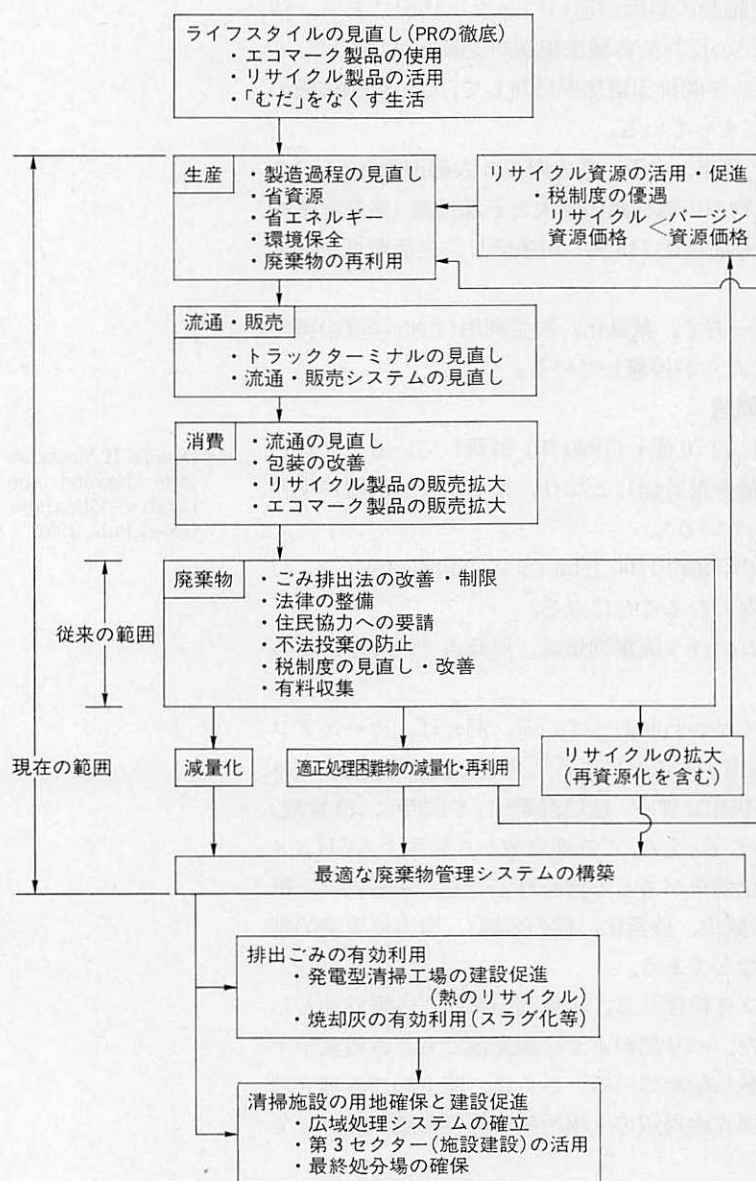 ライフスタイルの見直し(PRの徹底)
・エコマーク製品の使用
・リサイクル製品の活用
・「むだ」をなくす生活
生産
・製造過程の見直し
・省資源
・省エネルギー
・環境保全
・廃棄物の再利用
リサイクル資源の活用・促進
・税制度の優遇
リサイクル資源価格＜バージン資源価格
流通・販売
・トラックターミナルの見直し
・流通・販売システムの見直し
消費
・流通の見直し
・包装の改善
リサイクル製品の販売拡大
・エコマーク製品の販売拡大
廃棄物
・ごみ排出法の改善・制限
・法律の整備
・住民協力への要請
・不法投棄の防止
・税制度の見直し・改善
・有料収集
従来の範囲
現在の範囲
減量化
適正処理困難物の減量化・再利用
リサイクルの拡大
(再資源化を含む)
最適な廃棄物管理システムの構築
排出ごみの有効利用
・発電型清掃工場の建設促進
(熱のリサイクル)
・焼却灰の有効利用(スラグ化等)
清掃施設の用地確保と建設促進
・広域処理システムの確立
・第3セクター(施設建設)の活用
・最終処分場の確保